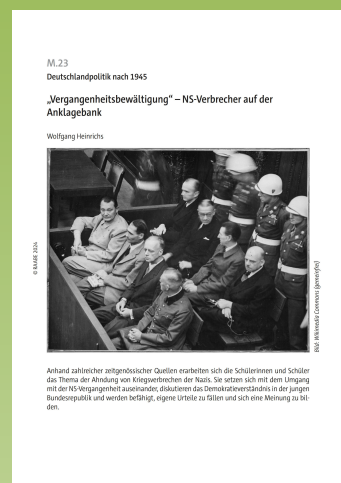 M.23
Deutschlandpolitik nach 1945
„Vergangenheitsbewältigung“ – NS-Verbrecher auf der
Anklagebank
Wolfgang Heinrichs
© RAABE 2024
Bild: Wikimedia Commons (gemeinfrei)
Anhand zahlreicher zeitgenössischer Quellen erarbeiten sich die Schülerinnen und Schüler
das Thema der Ahndung von Kriegsverbrechen der Nazis. Sie setzen sich mit dem Umgang
mit der NS-Vergangenheit auseinander, diskutieren das Demokratieverständnis in der jungen
Bundesrepublik und werden befähigt, eigene Urteile zu fällen und sich eine Meinung zu bil-
den.